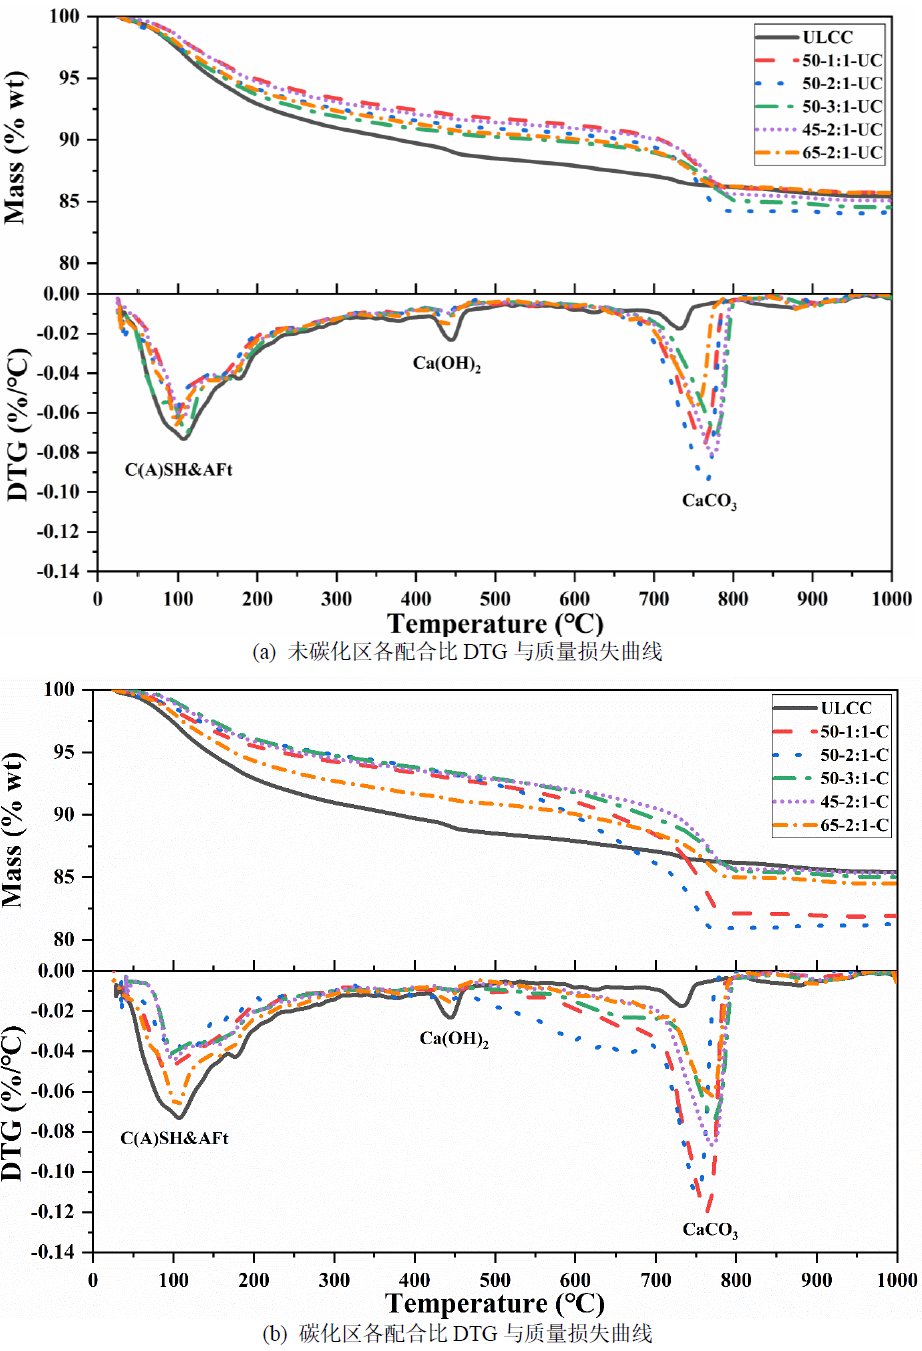 100
95
90
85
80
Mass (% wt)
ULCC
50-1:1-UC
50-2:1-UC
50-3:1-UC
45-2:1-UC
65-2:1-UC
0.00
-0.02
-0.04
-0.06
-0.08
-0.10
-0.12
-0.14
DTG (%/°C)
C(A)SH&AFt
Ca(OH)₂
CaCO₃
0 100 200 300 400 500 600 700 800 900 1000
Temperature (°C)
(a) 未碳化区各配合比 DTG 与质量损失曲线
100
95
90
85
80
Mass (% wt)
ULCC
50-1:1-C
50-2:1-C
50-3:1-C
45-2:1-C
65-2:1-C
0.00
-0.02
-0.04
-0.06
-0.08
-0.10
-0.12
-0.14
DTG (%/°C)
C(A)SH&AFt
Ca(OH)₂
CaCO₃
0 100 200 300 400 500 600 700 800 900 1000
Temperature (°C)
(b) 碳化区各配合比 DTG 与质量损失曲线